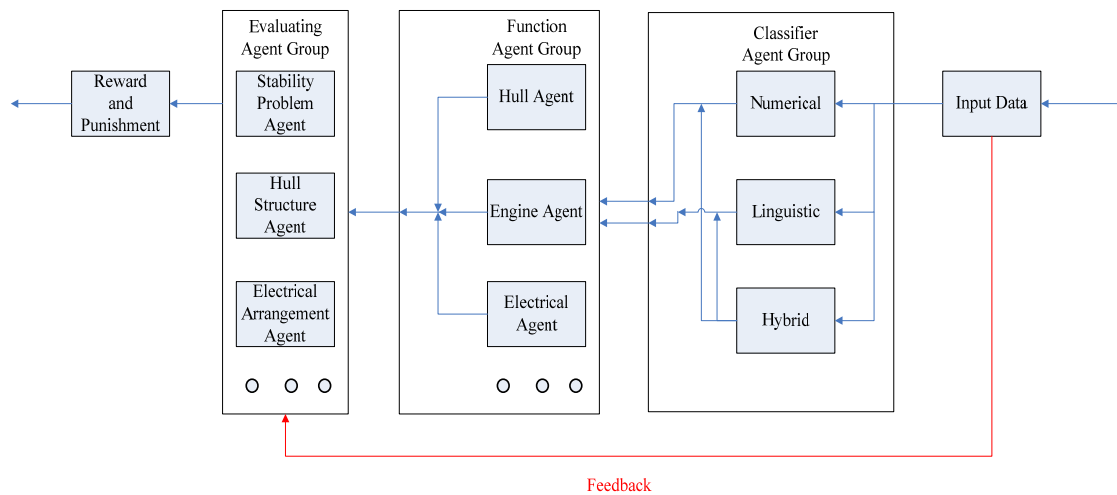 Evaluating
Agent Group
Function
Agent Group
Classifier
Agent Group
Reward
and
Punishment
Stability
Problem
Agent
Hull Agent
Numerical
Input Data
Hull
Structure
Agent
Engine Agent
Linguistic
Electrical
Arrangement
Agent
Electrical
Agent
Hybrid
Feedback